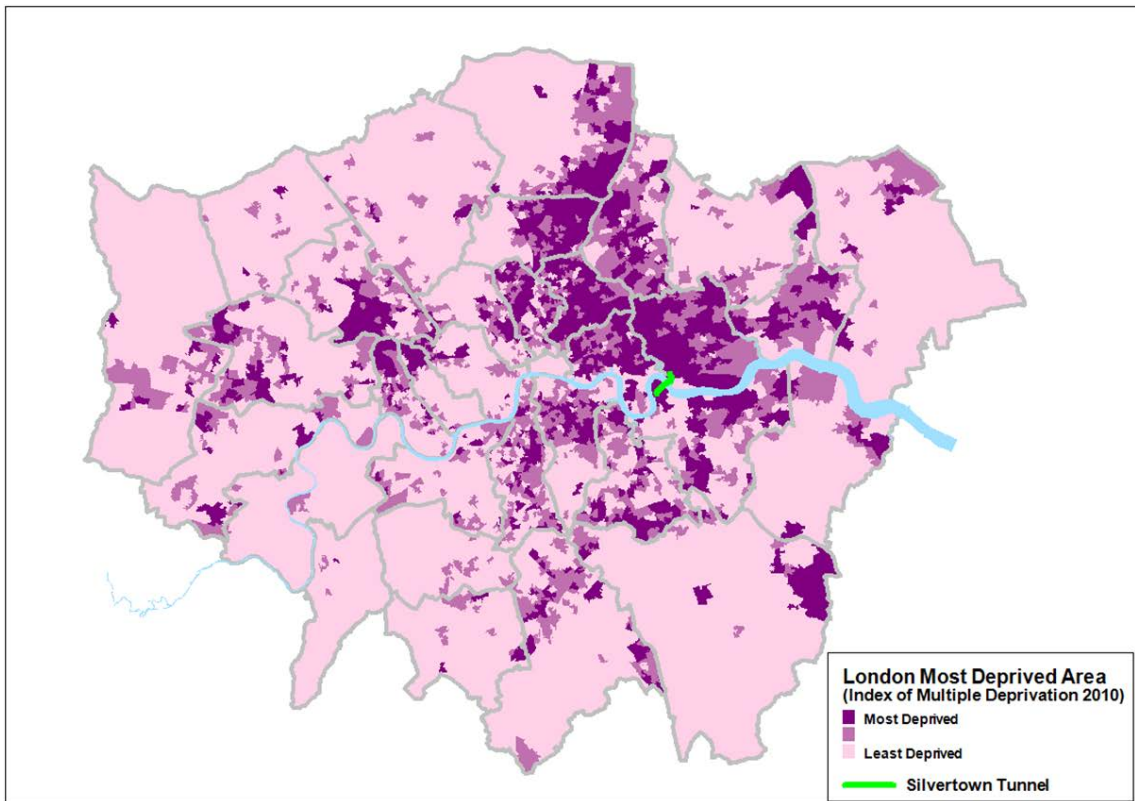 London Most Deprived Area
(Index of Multiple Deprivation 2010)
Most Deprived
Least Deprived
Silvertown Tunnel